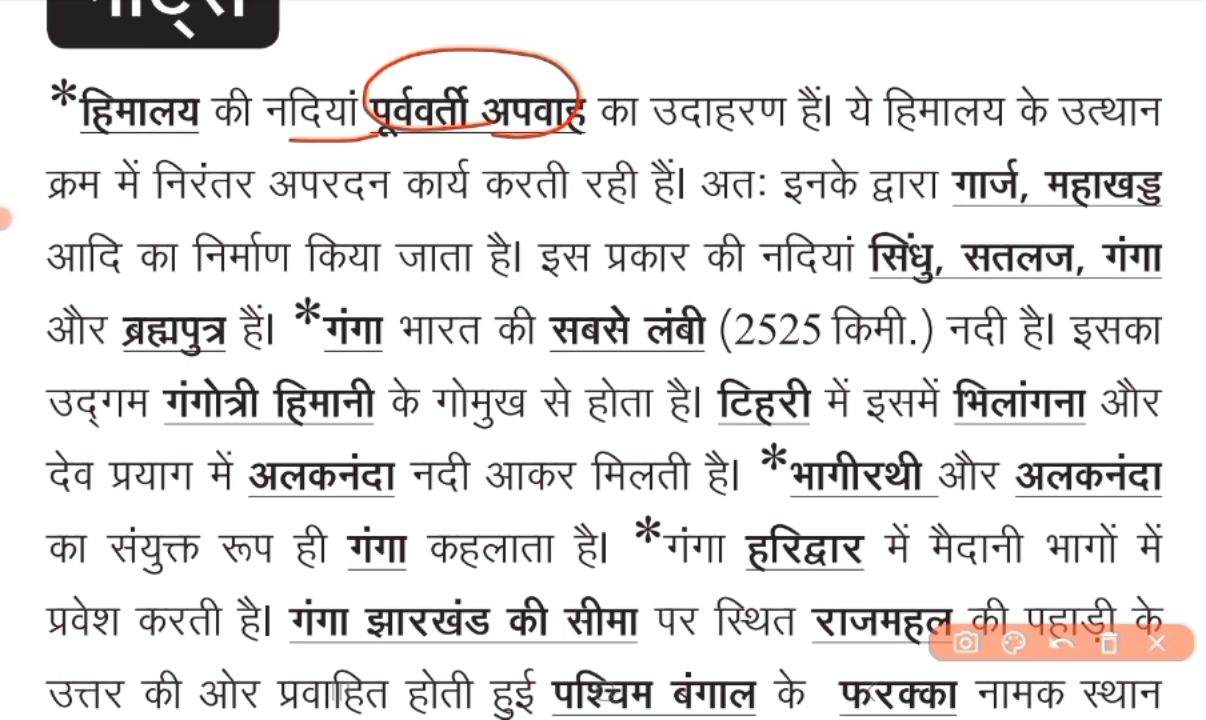 नोट्स
*हिमालय की नदियां पूर्ववर्ती अपवाह का उदाहरण हैं। ये हिमालय के उत्थान
क्रम में निरंतर अपरदन कार्य करती रही हैं। अतः इनके द्वारा गार्ज, महाखड्ड
आदि का निर्माण किया जाता है। इस प्रकार की नदियां सिंधु, सतलज, गंगा
और ब्रह्मपुत्र हैं। *गंगा भारत की सबसे लंबी (2525 किमी.) नदी है। इसका
उद्गम गंगोत्री हिमानी के गोमुख से होता है। टिहरी में इसमें भिलांगना और
देव प्रयाग में अलकनंदा नदी आकर मिलती है। *भागीरथी और अलकनंदा
का संयुक्त रूप ही गंगा कहलाता है। *गंगा हरिद्वार में मैदानी भागों में
प्रवेश करती है। गंगा झारखंड की सीमा पर स्थित राजमहल की पहाड़ी के
उत्तर की ओर प्रवाहित होती हुई पश्चिम बंगाल के फरक्का नामक स्थान